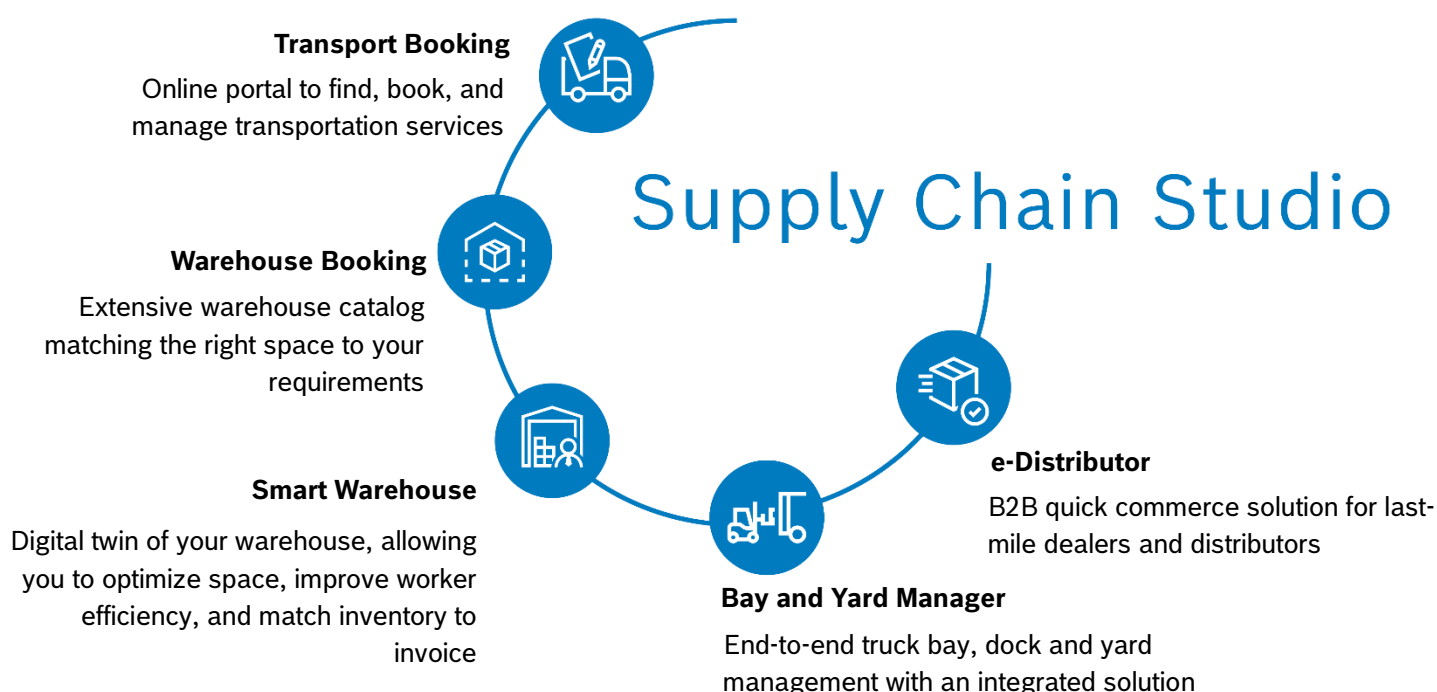 Transport Booking
Online portal to find, book, and
manage transportation services
Supply Chain Studio
Warehouse Booking
Extensive warehouse catalog
matching the right space to your
requirements
Smart Warehouse
Digital twin of your warehouse, allowing
you to optimize space, improve worker
efficiency, and match inventory to
invoice
Bay and Yard Manager
End-to-end truck bay, dock and yard
management with an integrated solution
e-Distributor
B2B quick commerce solution for last-
mile dealers and distributors